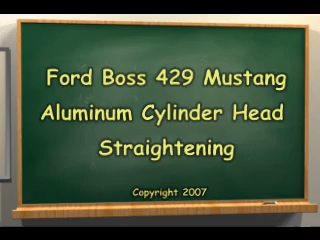 Ford Boss 429 Mustang
Aluminum Cylinder Head
Straightening
Copyright 2007